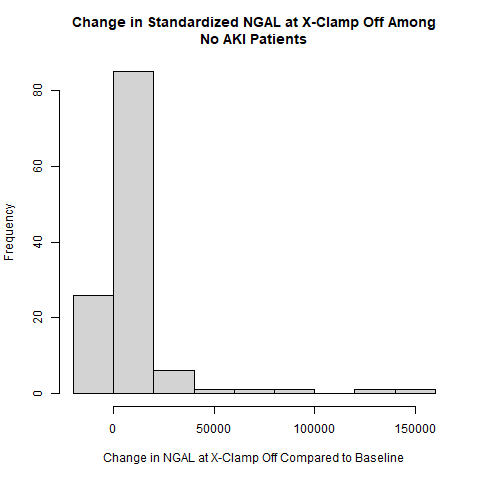 Change in Standardized NGAL at X-Clamp Off Among
No AKI Patients
Frequency
80
60
40
20
0
0 50000 100000 150000
Change in NGAL at X-Clamp Off Compared to Baseline